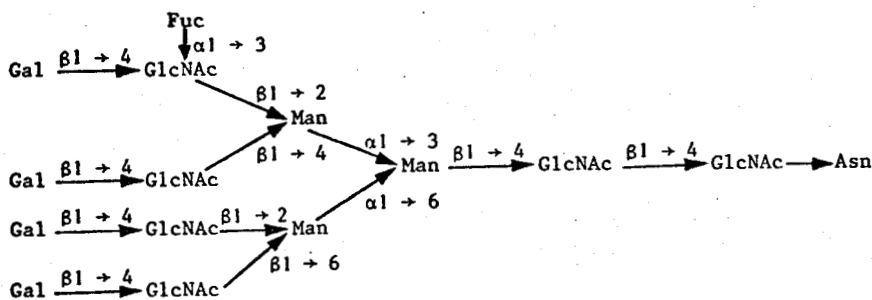 Fuc
α1 → 3
Gal β1 → 4 GlcNAc
β1 → 2
Man
α1 → 3
β1 → 4
Gal β1 → 4 GlcNAc
Man β1 → 4 GlcNAc β1 → 4 GlcNAc Asn
α1 → 6
Gal β1 → 4 GlcNAc β1 → 2 Man
β1 → 6
Gal β1 → 4 GlcNAc